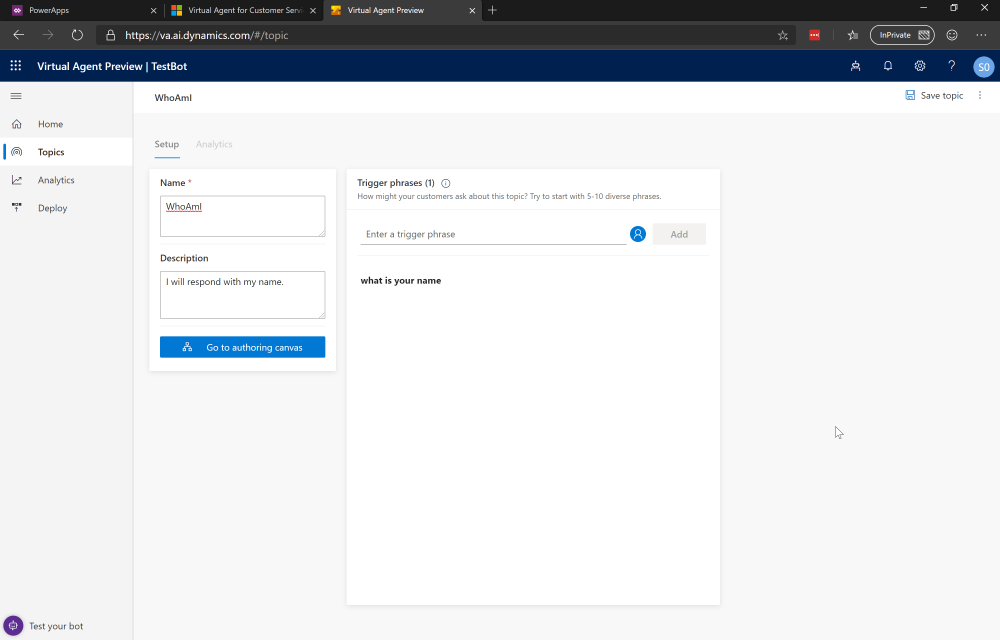 PowerApps
Virtual Agent for Customer Servi
Virtual Agent Preview
https://va.ai.dynamics.com/#/topic
InPrivate
Virtual Agent Preview | TestBot
SO
WhoAmI
Save topic
Home
Topics
Analytics
Deploy
Setup
Analytics
Name *
WhoAmI
Description
I will respond with my name.
Go to authoring canvas
Trigger phrases (1)
How might your customers ask about this topic? Try to start with 5-10 diverse phrases.
Enter a trigger phrase
Add
what is your name
Test your bot